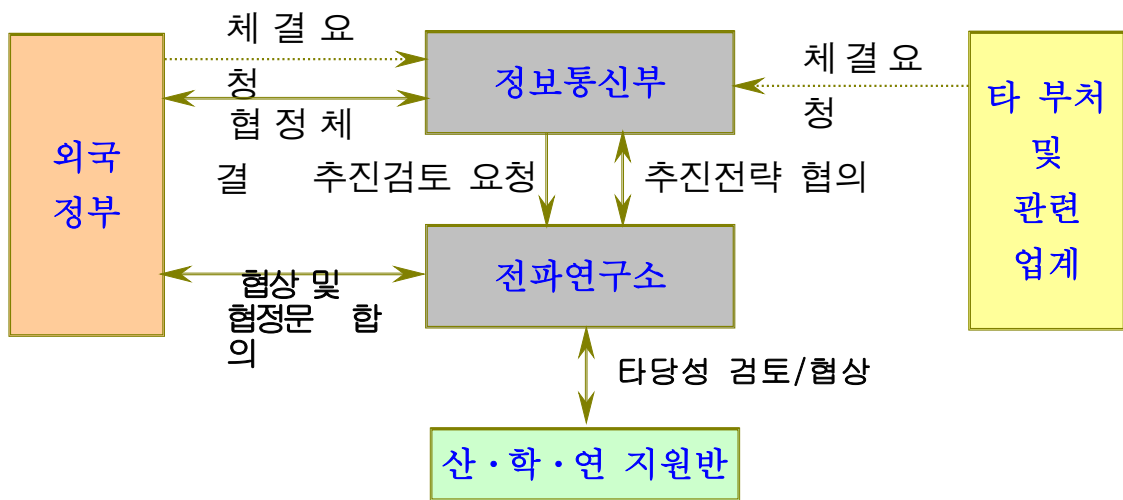 체 결 요
청
체 결 요
청
정보통신부
타 부처
및
관련
업계
협 정 체
결
외국
정부
추진검토 요청
추진전략 협의
전파연구소
협상 및
협정문 합
의
타당성 검토/협상
산·학·연 지원반